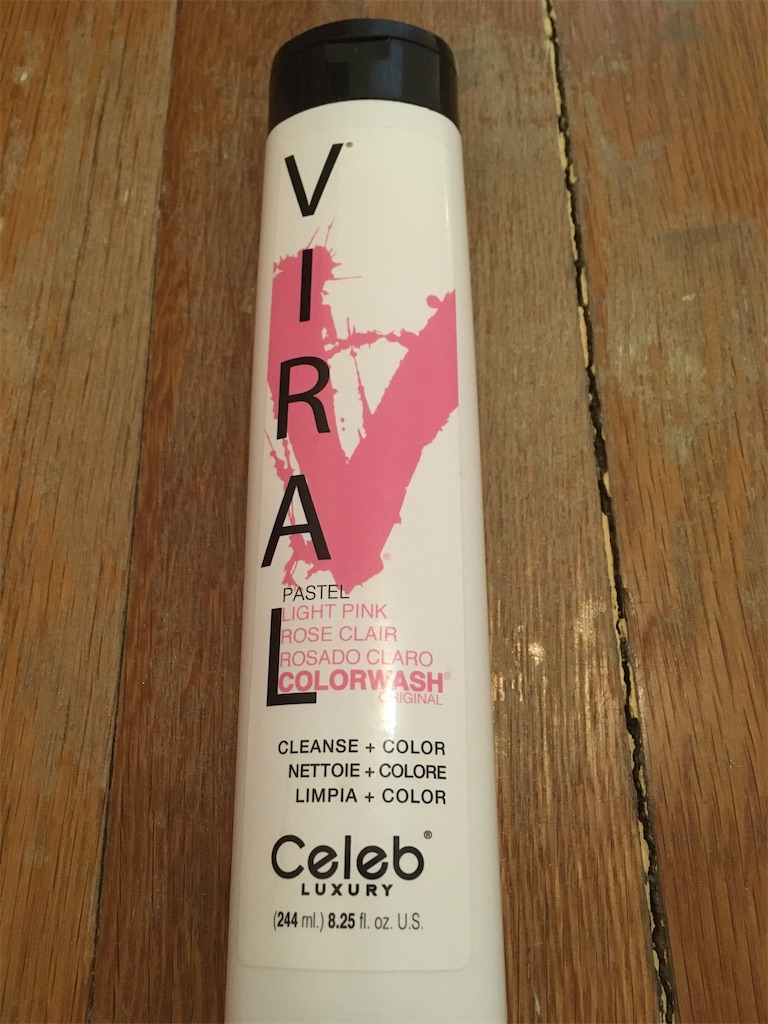 VIRAL®
PASTEL
LIGHT PINK
ROSE CLAIR
ROSADO CLARO
COLORWASH®
ORIGINAL
CLEANSE + COLOR
NETTOIE + COLORE
LIMPIA + COLOR
Celeb®
LUXURY
(244 ml.) 8.25 fl. oz. U.S.